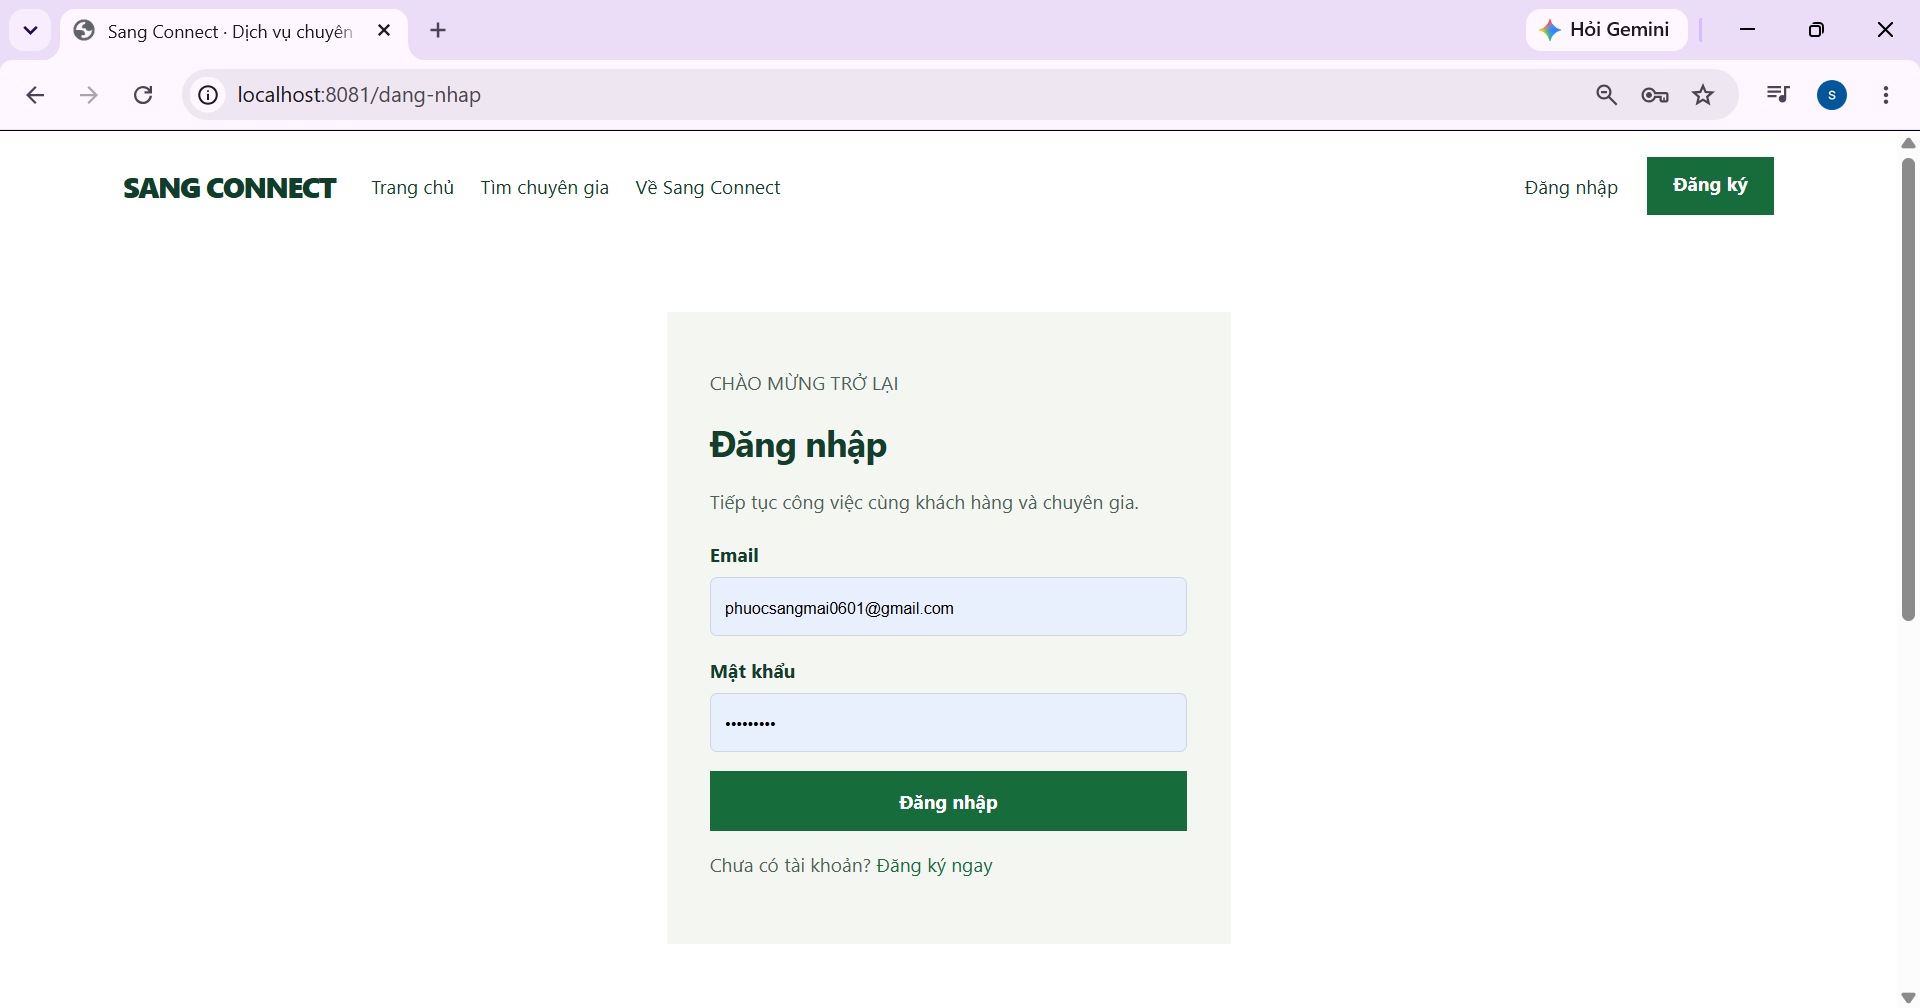 Sang Connect · Dịch vụ chuyên
Hỏi Gemini
localhost:8081/dang-nhap
s
SANG CONNECT Trang chủ Tìm chuyên gia Về Sang Connect Đăng nhập Đăng ký
CHÀO MỪNG TRỞ LẠI
Đăng nhập
Tiếp tục công việc cùng khách hàng và chuyên gia.
Email
phuocsangmai0601@gmail.com
Mật khẩu
•••••••••
Đăng nhập
Chưa có tài khoản? Đăng ký ngay